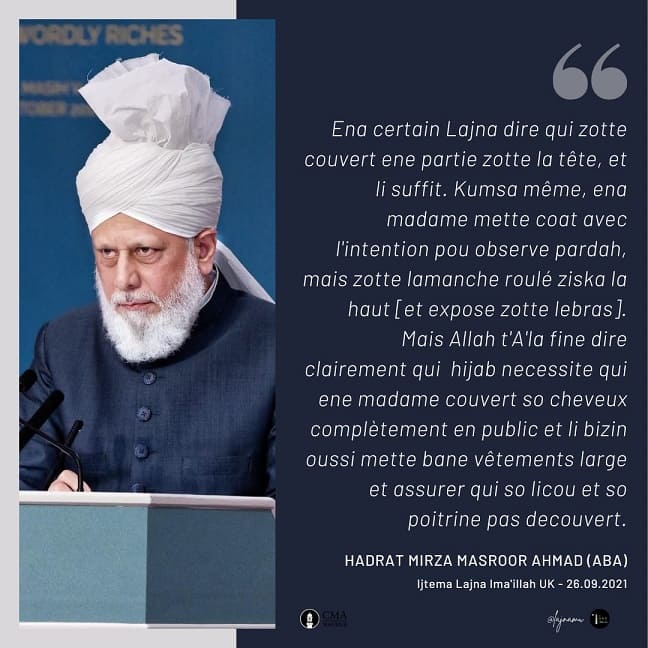 WORDLY RICHES
MASIH
TOBER
Ena certain Lajna dire qui zotte
couvert ene partie zotte la tête, et
li suffit. Kumsa même, ena
madame mette coat avec
l'intention pou observe pardah,
mais zotte lamanche roulé ziska la
haut [et expose zotte lebras].
Mais Allah t'A'la fine dire
clairement qui hijab necessite qui
ene madame couvert so cheveux
complètement en public et li bizin
oussi mette bane vêtements large
et assurer qui so licou et so
poitrine pas decouvert.
HADRAT MIRZA MASROOR AHMAD (ABA)
Ijtema Lajna Ima'illah UK - 26.09.2021
CMA
@lajnamu